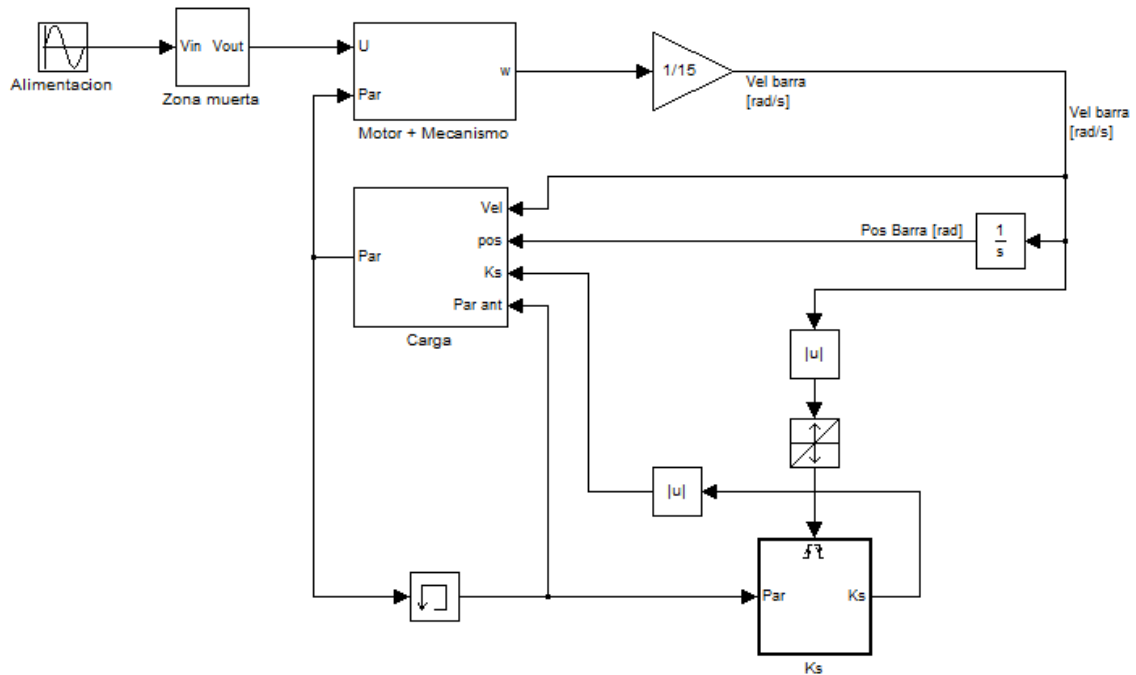 Alimentacion
Vin Vout
Zona muerta
U
Par
w
Motor + Mecanismo
1/15
Vel barra
[rad/s]
Vel barra
[rad/s]
Vel
pos
Ks
Par ant
Par
Carga
Pos Barra [rad]
1
s
|u|
|u|
Par
Ks
Ks